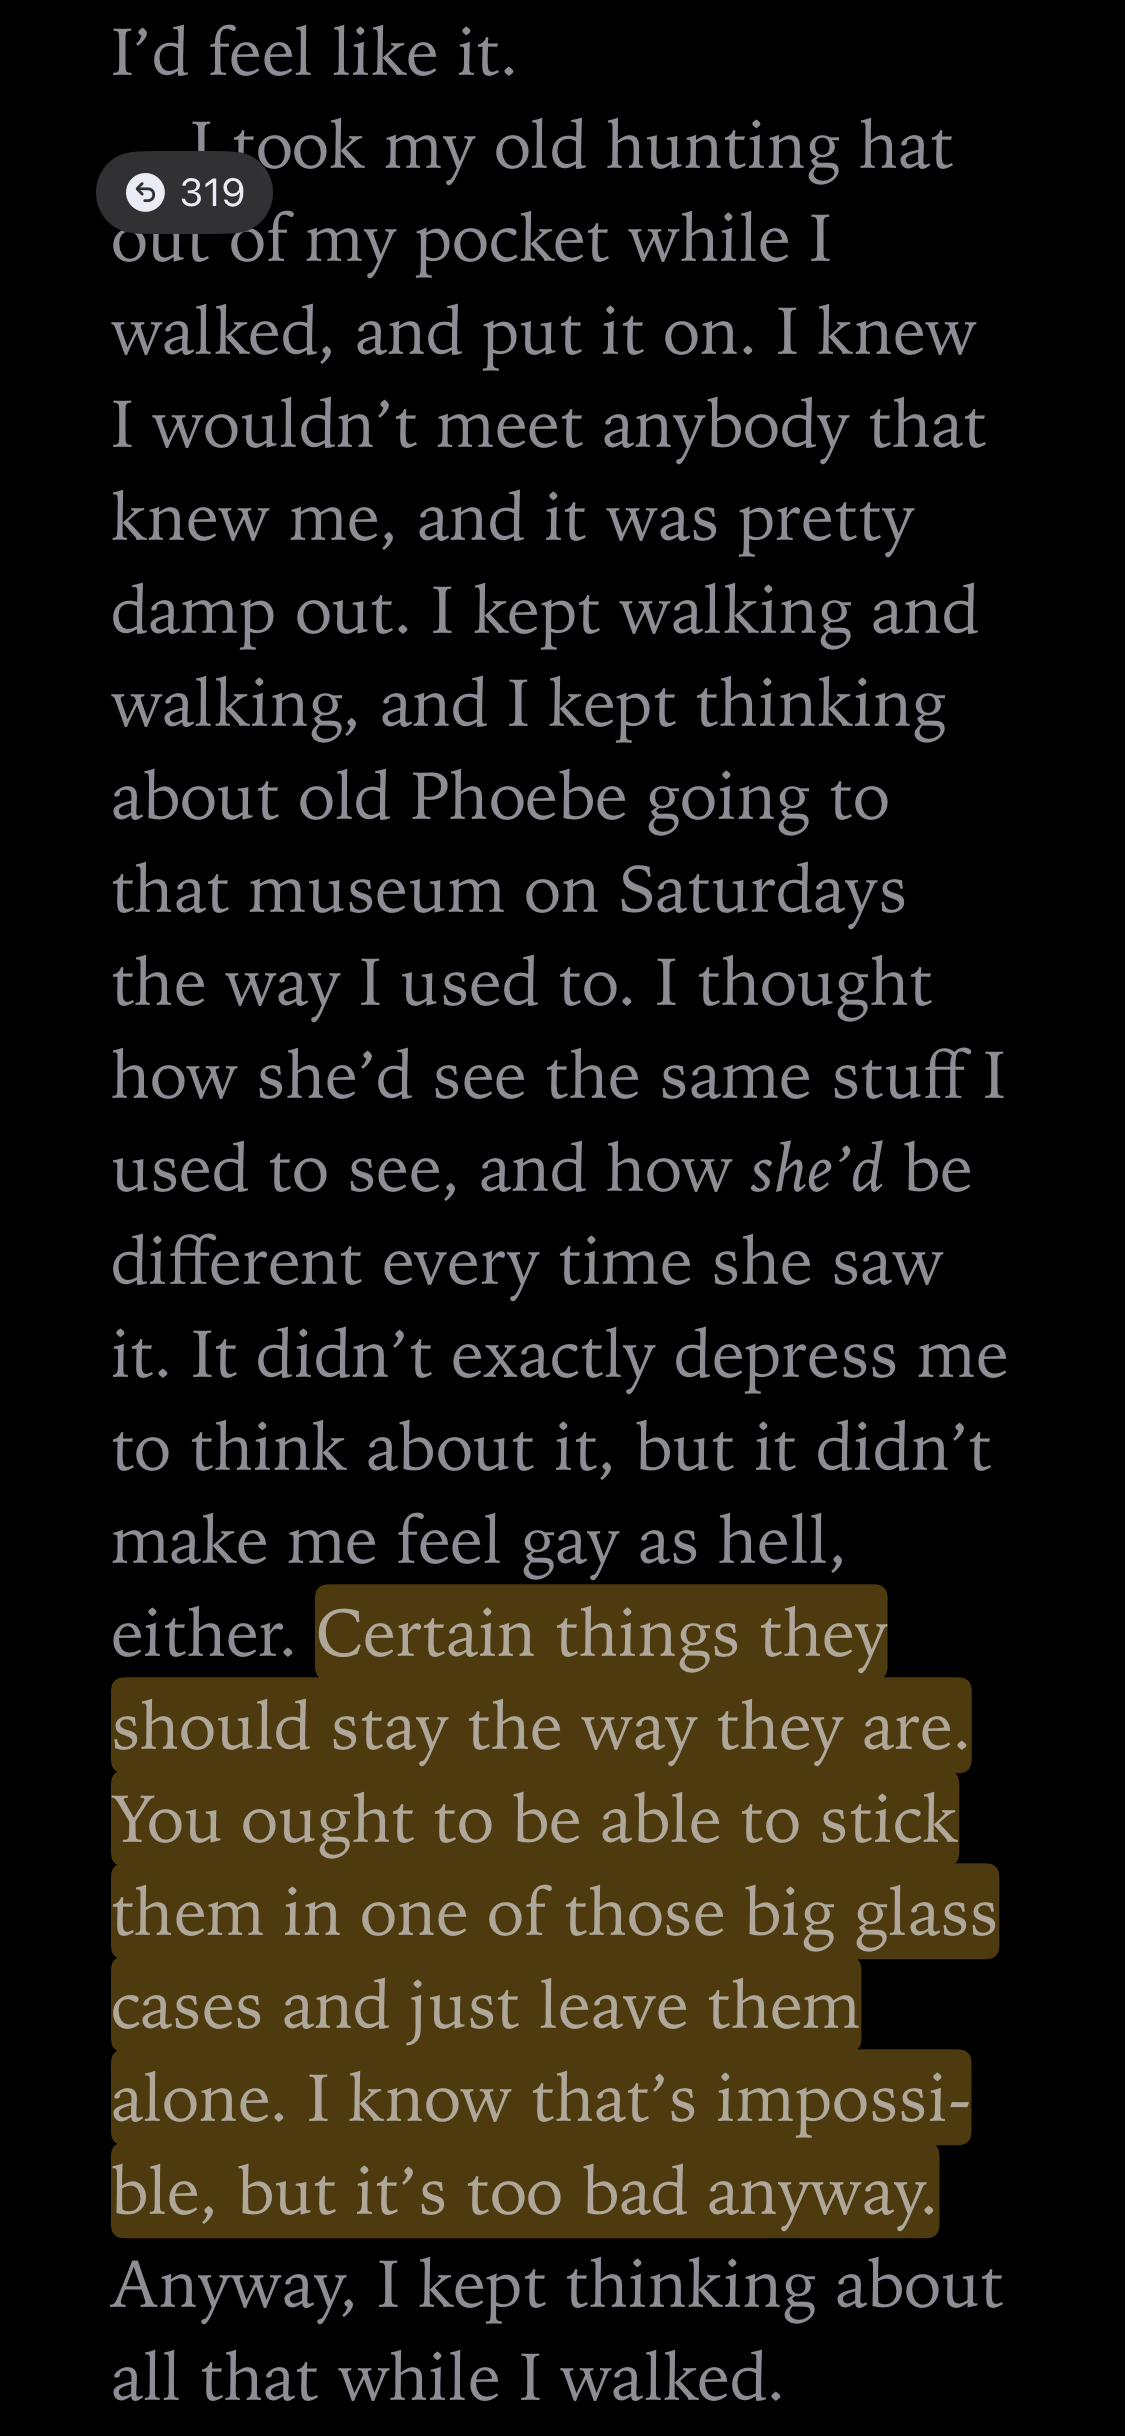 I’d feel like it.
I took my old hunting hat
319
out of my pocket while I
walked, and put it on. I knew
I wouldn’t meet anybody that
knew me, and it was pretty
damp out. I kept walking and
walking, and I kept thinking
about old Phoebe going to
that museum on Saturdays
the way I used to. I thought
how she’d see the same stuff I
used to see, and how she’d be
different every time she saw
it. It didn’t exactly depress me
to think about it, but it didn’t
make me feel gay as hell,
either. Certain things they
should stay the way they are.
You ought to be able to stick
them in one of those big glass
cases and just leave them
alone. I know that’s impossi-
ble, but it’s too bad anyway.
Anyway, I kept thinking about
all that while I walked.